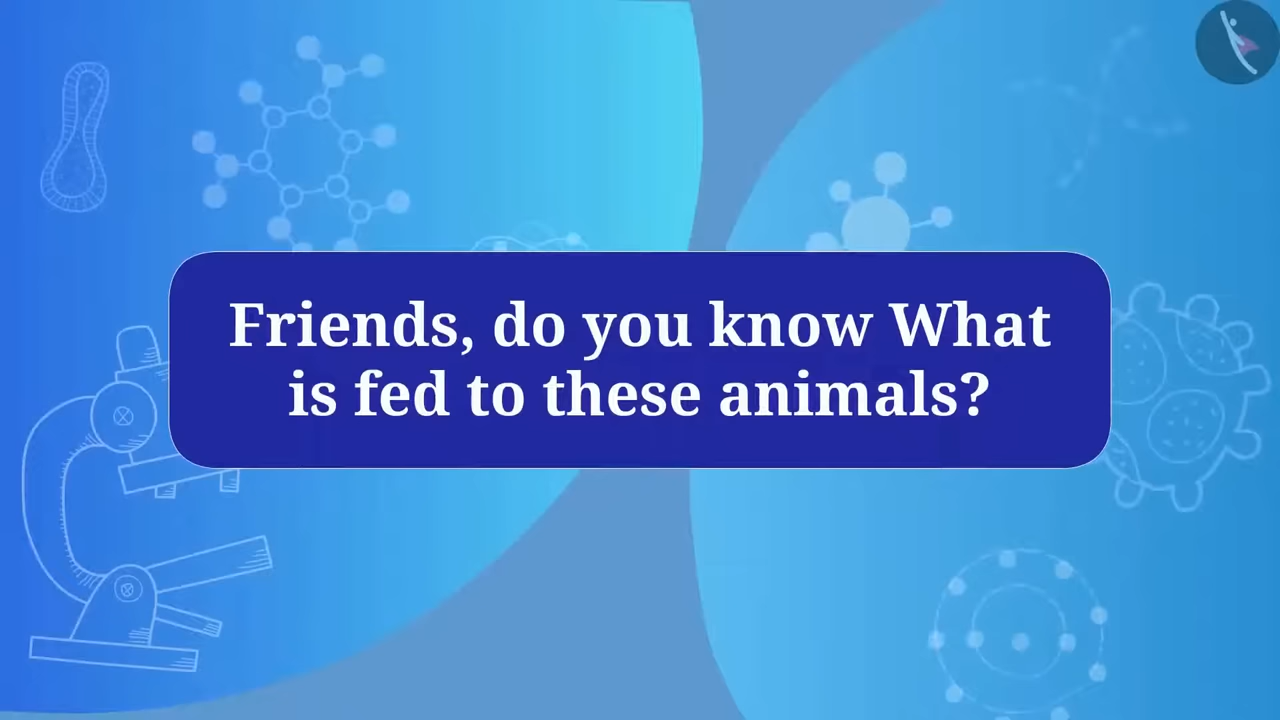 Friends, do you know What
is fed to these animals?